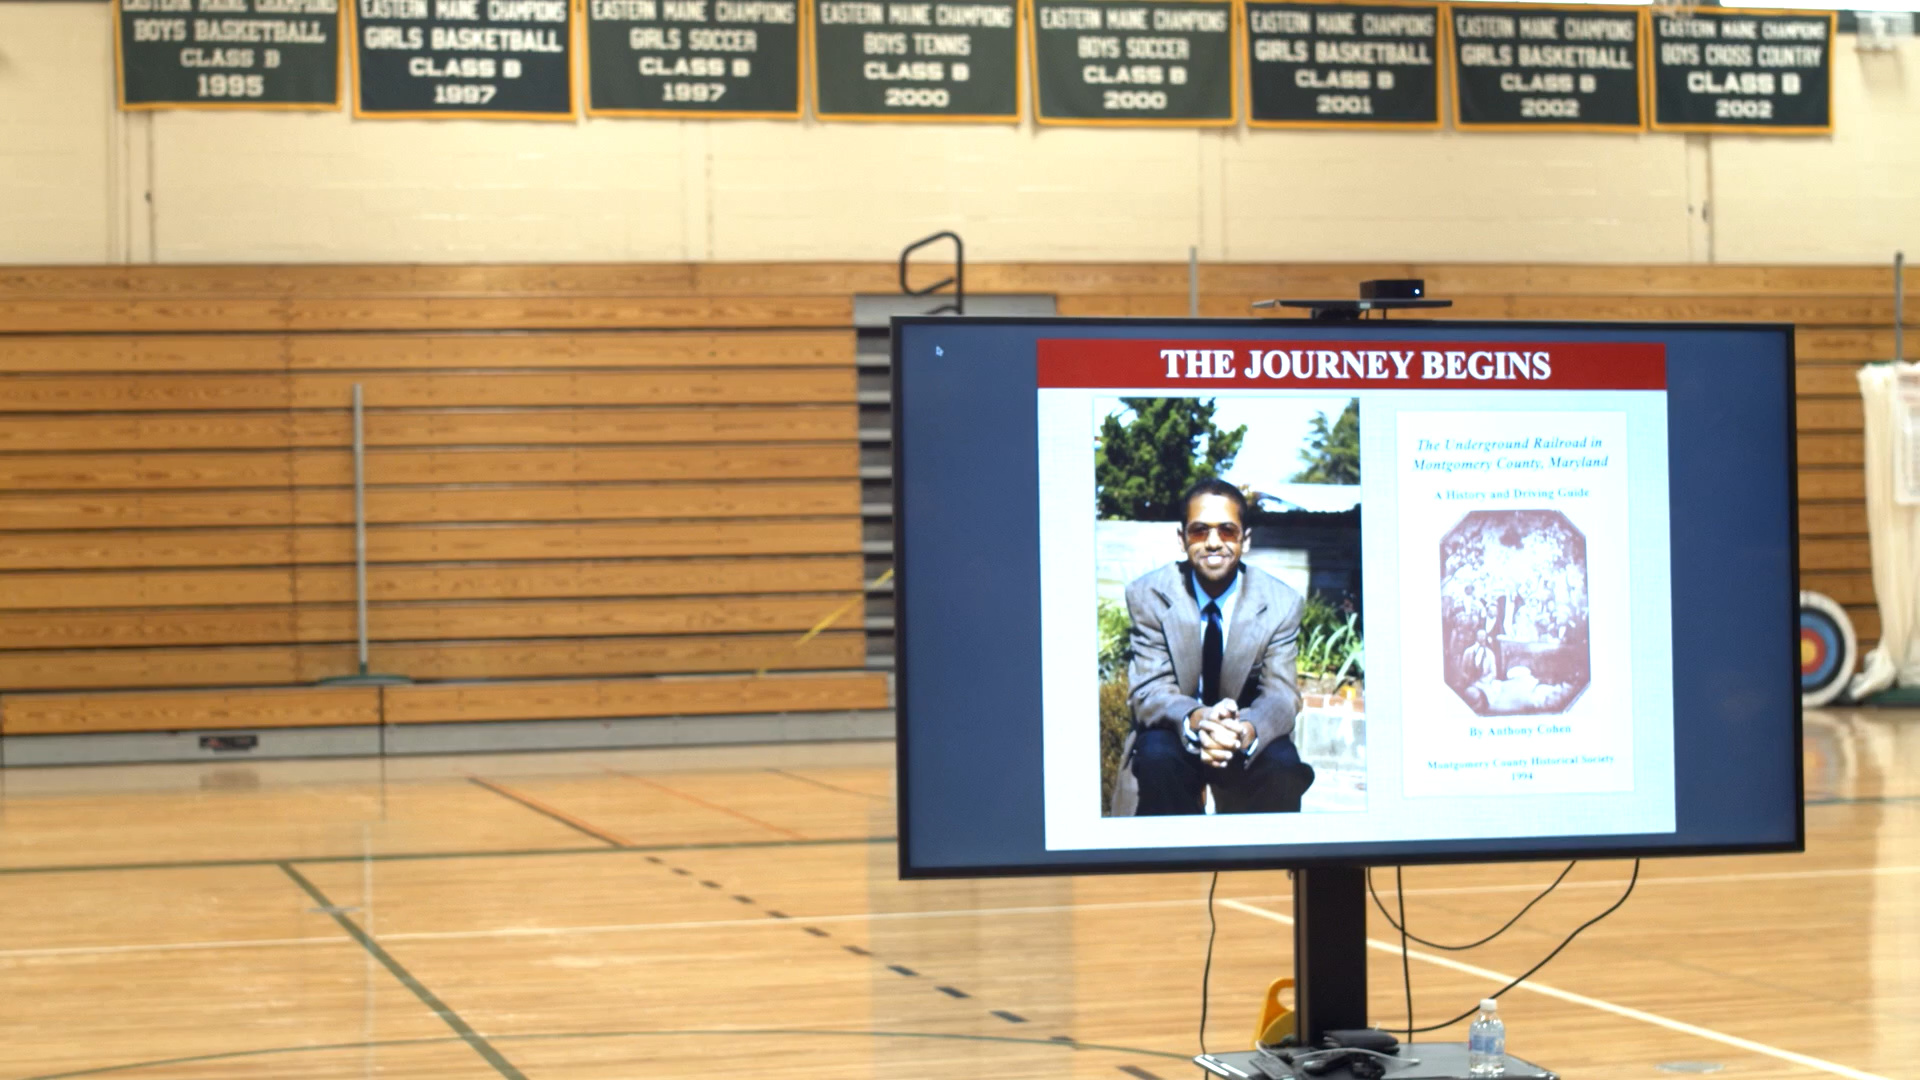 EASTERN MAINE CHAMPIONS
BOYS BASKETBALL
CLASS B
1995
EASTERN MAINE CHAMPIONS
GIRLS BASKETBALL
CLASS B
1997
EASTERN MAINE CHAMPIONS
GIRLS SOCCER
CLASS B
1997
EASTERN MAINE CHAMPIONS
BOYS TENNIS
CLASS B
2000
EASTERN MAINE CHAMPIONS
BOYS SOCCER
CLASS B
2000
EASTERN MAINE CHAMPIONS
GIRLS BASKETBALL
CLASS B
2001
EASTERN MAINE CHAMPIONS
GIRLS BASKETBALL
CLASS B
2002
EASTERN MAINE CHAMPIONS
BOYS CROSS COUNTRY
CLASS B
2002
THE JOURNEY BEGINS
The Underground Railroad in
Montgomery County, Maryland
A History and Driving Guide
By Anthony Cohen
Montgomery County Historical Society
1994